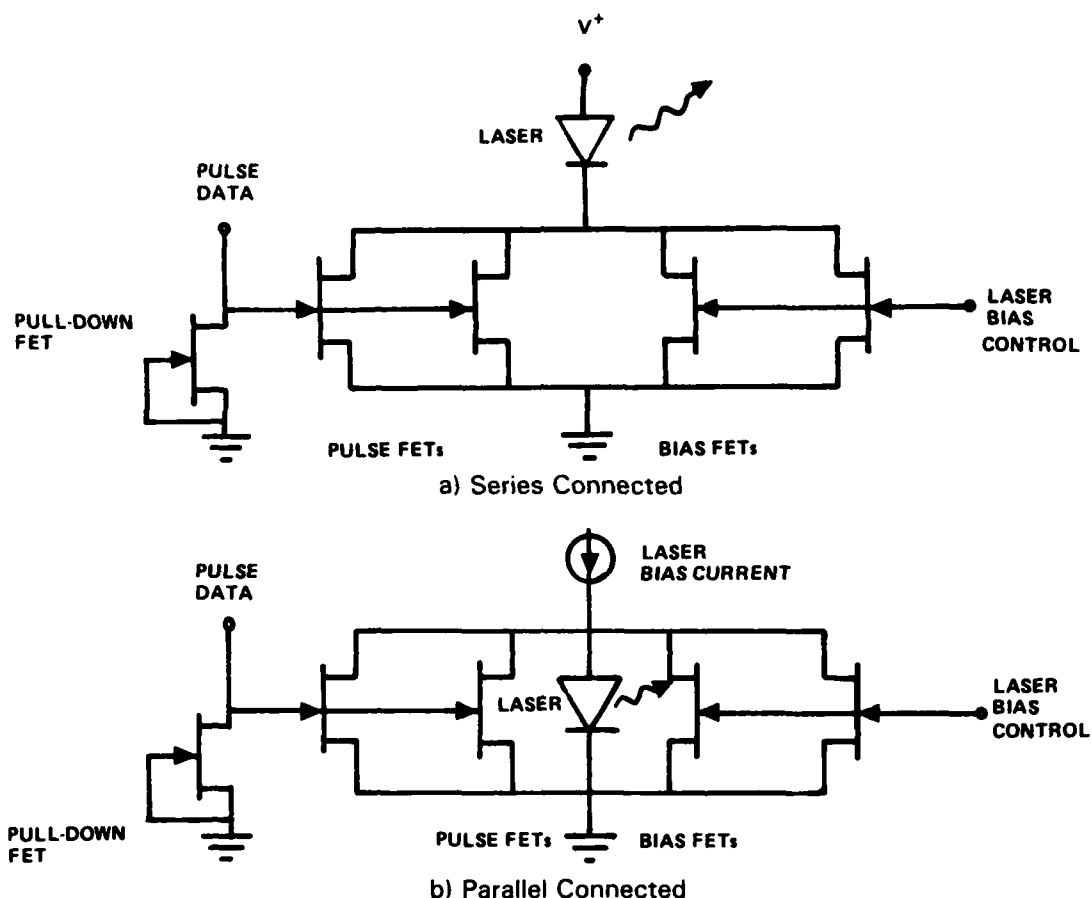 V+
LASER
PULSE
DATA
PULL-DOWN
FET
LASER
BIAS
CONTROL
PULSE FETs
BIAS FETs
a) Series Connected
LASER
BIAS CURRENT
PULSE
DATA
LASER
LASER
BIAS
CONTROL
PULL-DOWN
FET
PULSE FETs
BIAS FETs
b) Parallel Connected